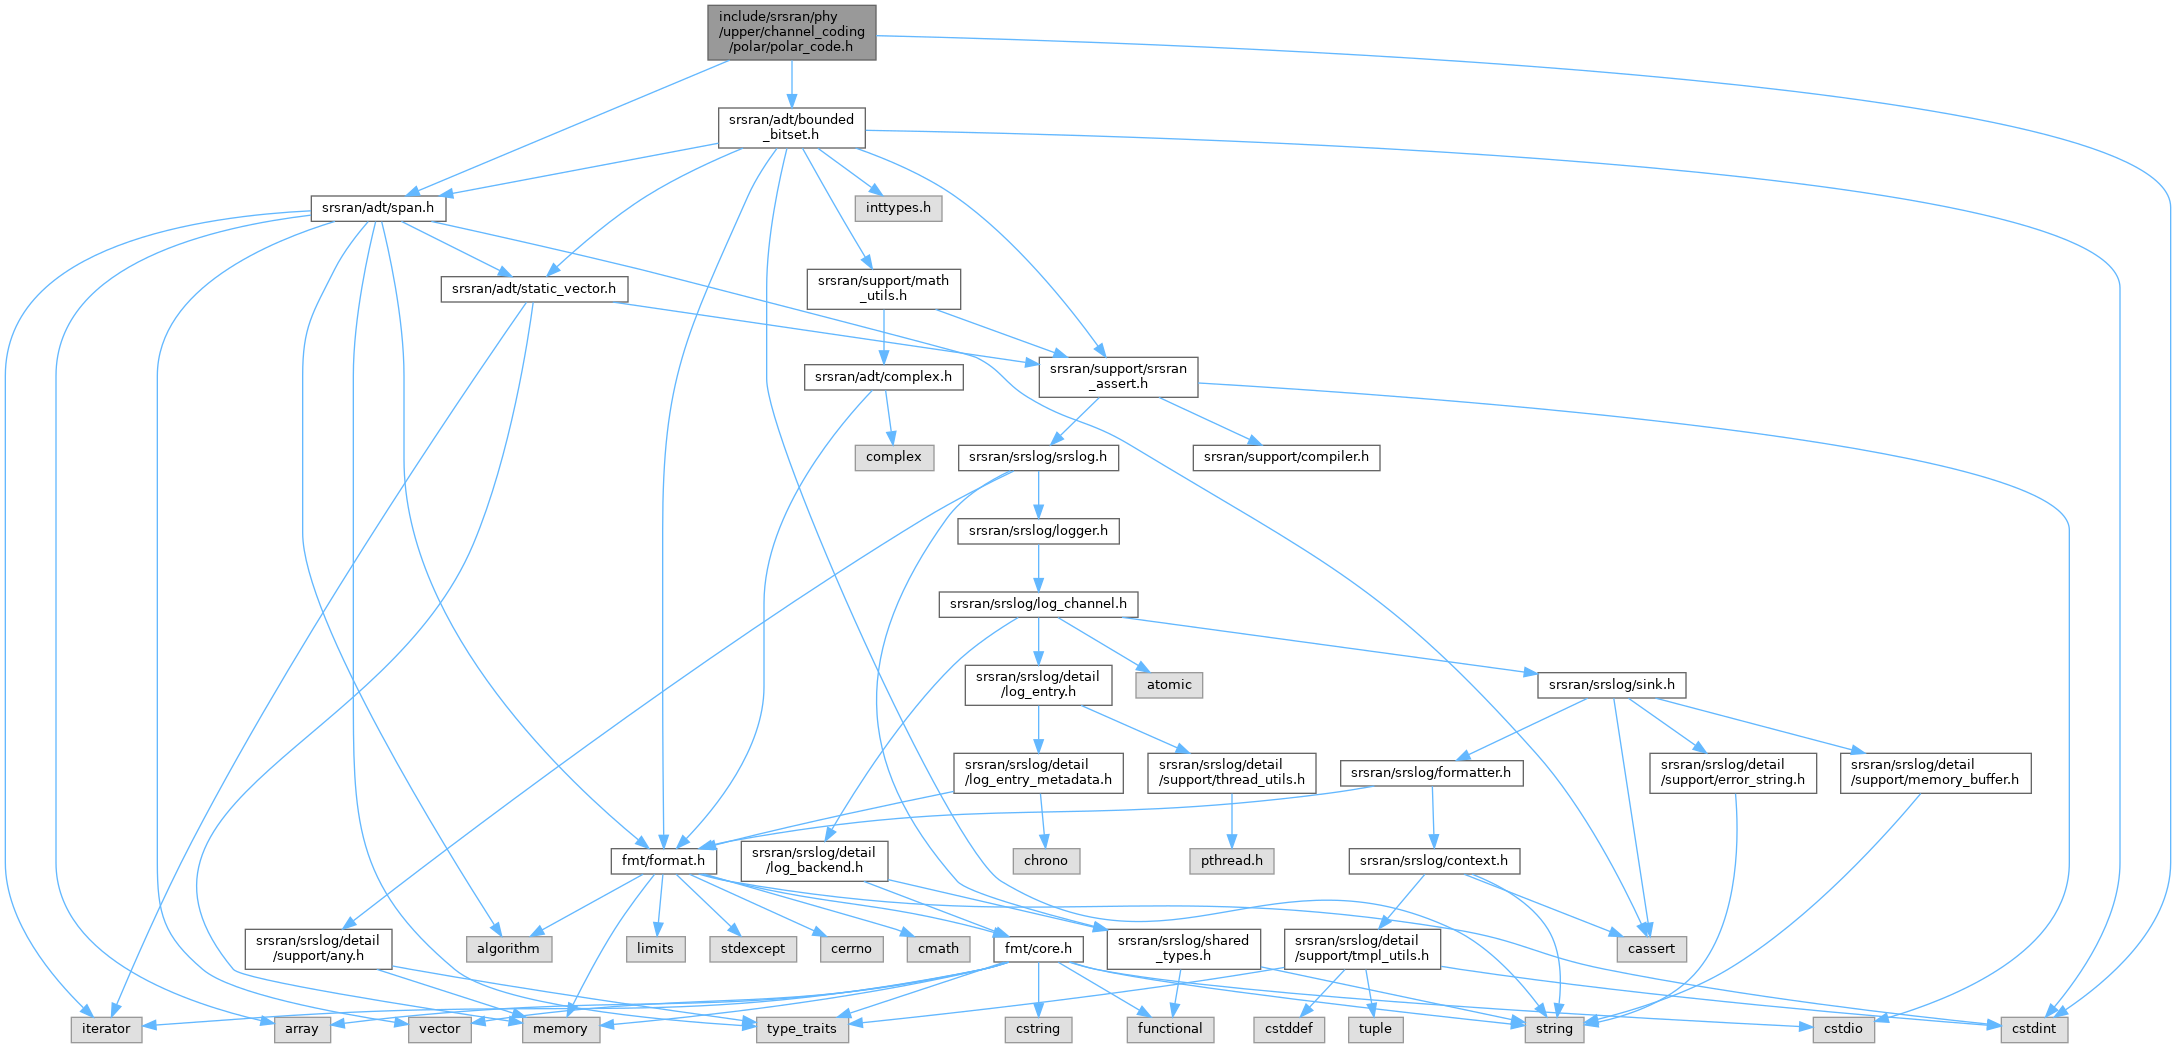 include/srsran/phy
/upper/channel_coding
/polar/polar_code.h
srsran/adt/bounded
_bitset.h
srsran/adt/span.h
inttypes.h
srsran/adt/static_vector.h
srsran/support/math
_utils.h
srsran/adt/complex.h
srsran/support/srsran
_assert.h
complex
srsran/srslog/srslog.h
srsran/support/compiler.h
srsran/srslog/logger.h
srsran/srslog/log_channel.h
srsran/srslog/detail
/log_entry.h
atomic
srsran/srslog/sink.h
srsran/srslog/detail
/log_entry_metadata.h
srsran/srslog/detail
/support/thread_utils.h
srsran/srslog/formatter.h
srsran/srslog/detail
/support/error_string.h
srsran/srslog/detail
/support/memory_buffer.h
fmt/format.h
srsran/srslog/detail
/log_backend.h
chrono
pthread.h
srsran/srslog/context.h
srsran/srslog/detail
/support/any.h
algorithm
limits
stdexcept
cerrno
cmath
fmt/core.h
srsran/srslog/shared
_types.h
srsran/srslog/detail
/support/tmpl_utils.h
cassert
iterator
array
vector
memory
type_traits
cstring
functional
cstddef
tuple
string
cstdio
cstdint